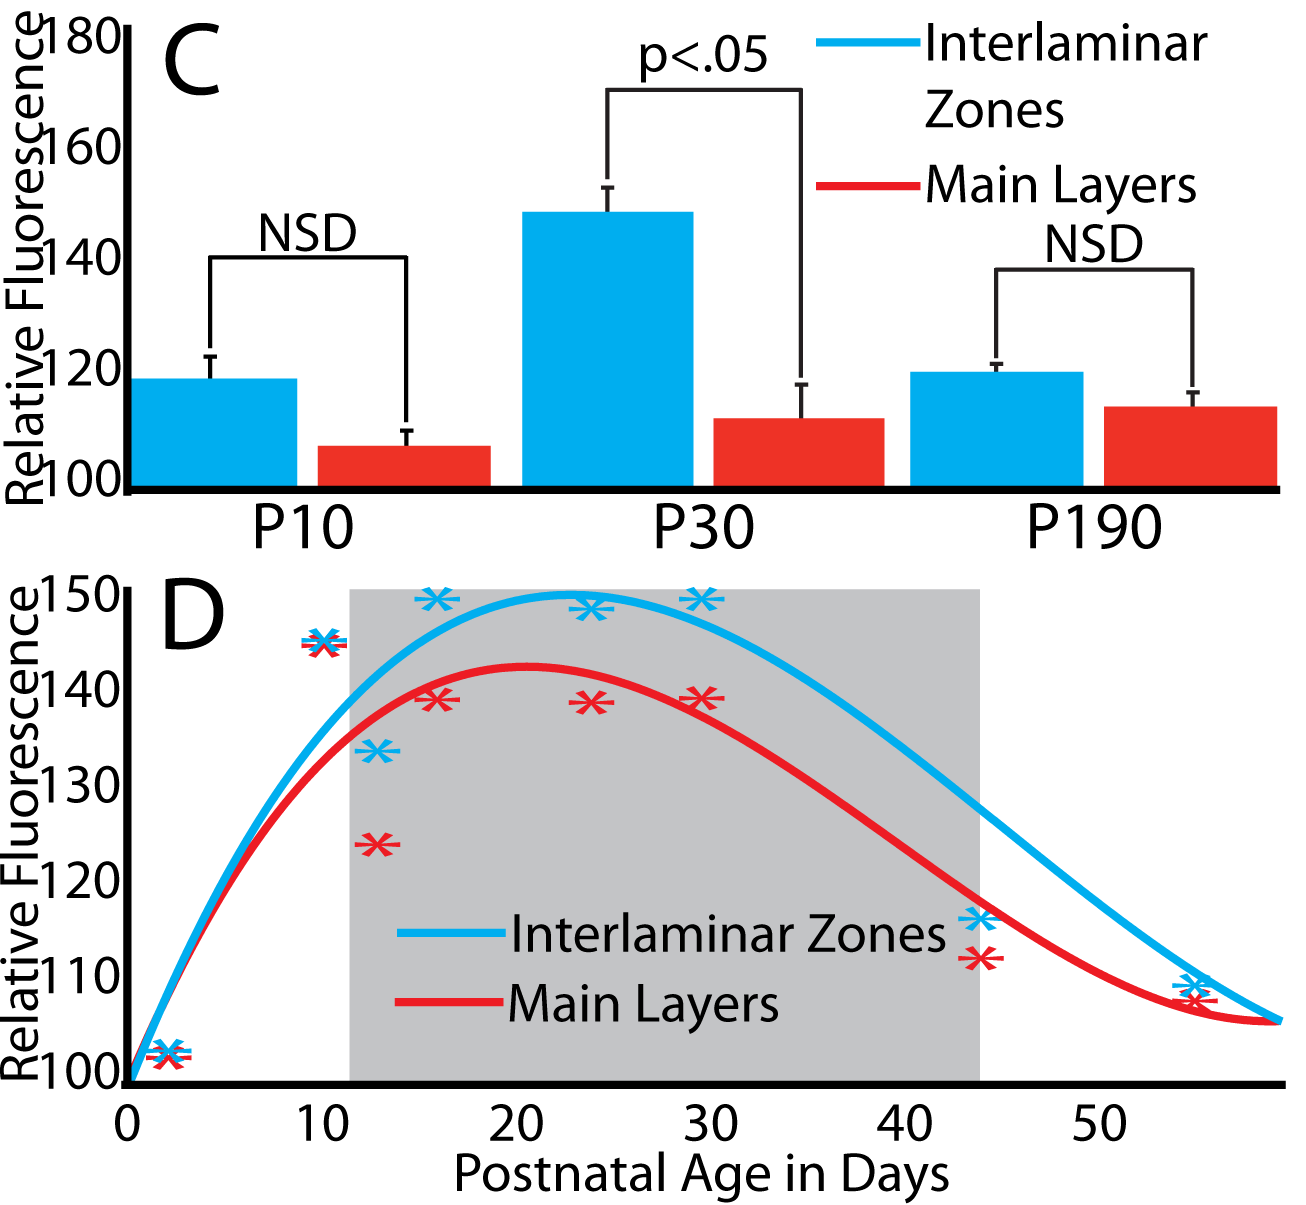 C
Relative Fluorescence
180
160
140
120
100
NSD
p<.05
NSD
Interlaminar
Zones
Main Layers
P10 P30 P190
D
Relative Fluorescence
150
140
130
120
110
100
Interlaminar Zones
Main Layers
0 10 20 30 40 50
Postnatal Age in Days